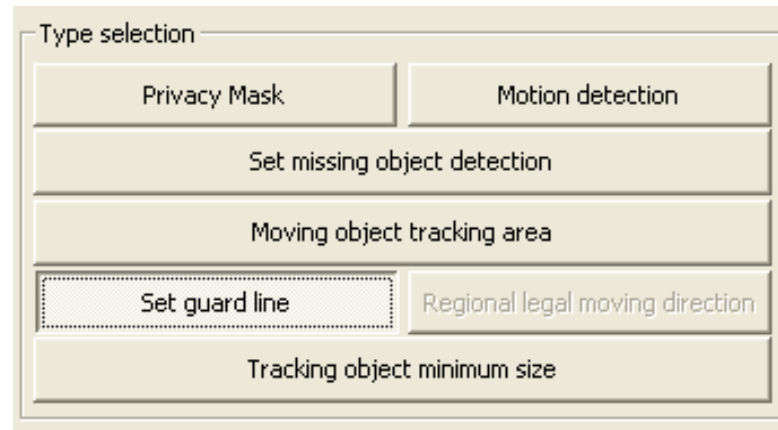 Type selection
Privacy Mask
Motion detection
Set missing object detection
Moving object tracking area
Set guard line
Regional legal moving direction
Tracking object minimum size